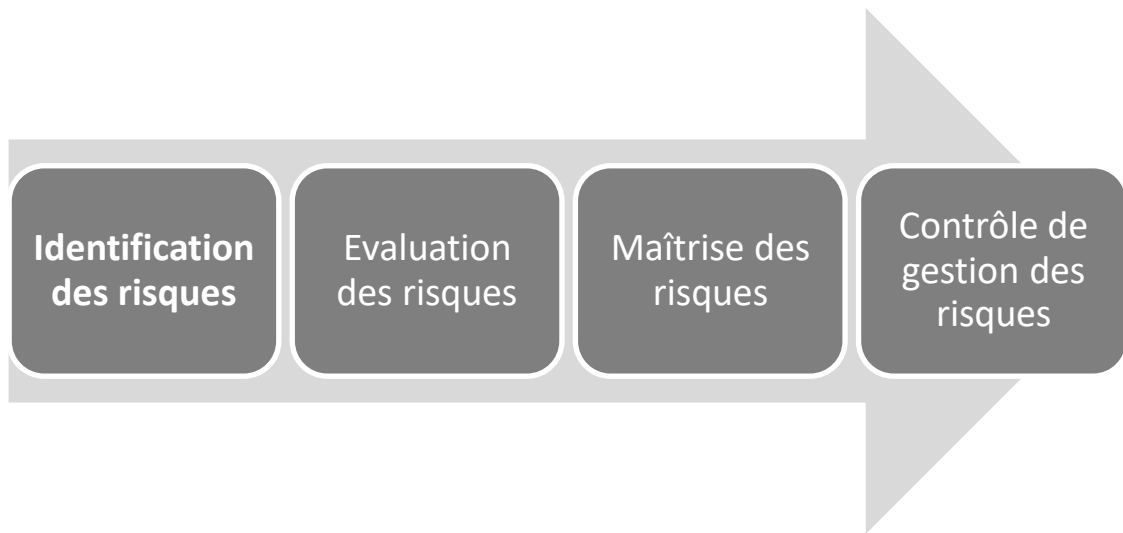 Identification
des risques
Evaluation
des risques
Maîtrise des
risques
Contrôle de
gestion des
risques